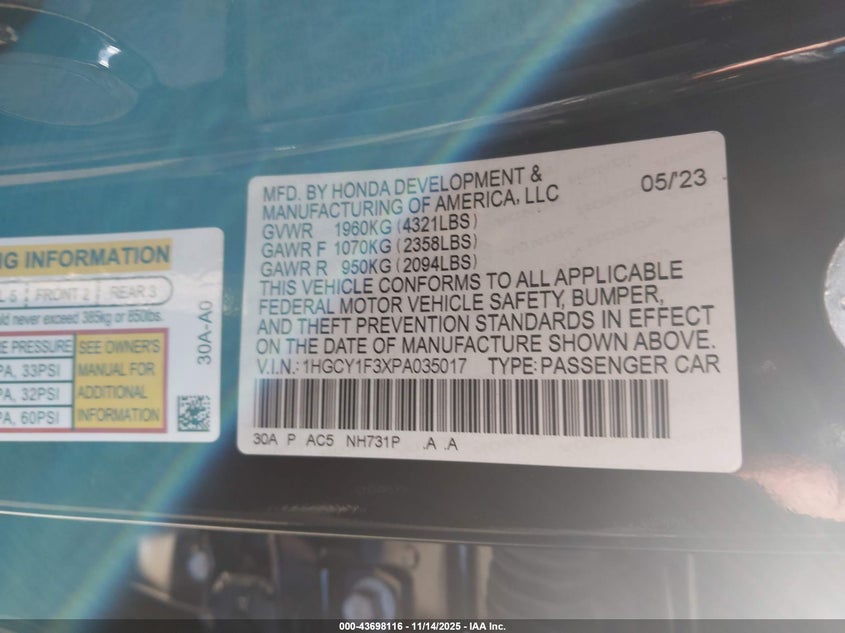 MFD. BY HONDA DEVELOPMENT & 05/'23
MANUFACTURING OF AMERICA, LLC
GVWR 1960KG (4321LBS)
GAWR F 1070KG (2358LBS)
GAWR R 950KG (2094LBS)
THIS VEHICLE CONFORMS TO ALL APPLICABLE
FEDERAL MOTOR VEHICLE SAFETY, BUMPER,
AND THEFT PREVENTION STANDARDS IN EFFECT
ON THE DATE OF MANUFACTURE SHOWN ABOVE.
V.I.N.: 1HGCY1F3XPA035017 TYPE: PASSENGER CAR
30A P AC5 NH731P .A .A
NG INFORMATION
L 5 FRONT 2 REAR 3
ld never exceed 385kg or 850lbs.
RE PRESSURE
PA, 33PSI
PA, 32PSI
PA, 60PSI
SEE OWNER'S
MANUAL FOR
ADDITIONAL
INFORMATION
30A-A0
000-43698116 - 11/14/2025 - IAA Inc.